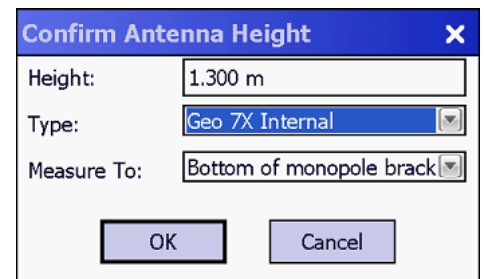 Confirm Antenna Height
Height: 1.300 m
Type: Geo 7X Internal
Measure To: Bottom of monopole brack
OK Cancel